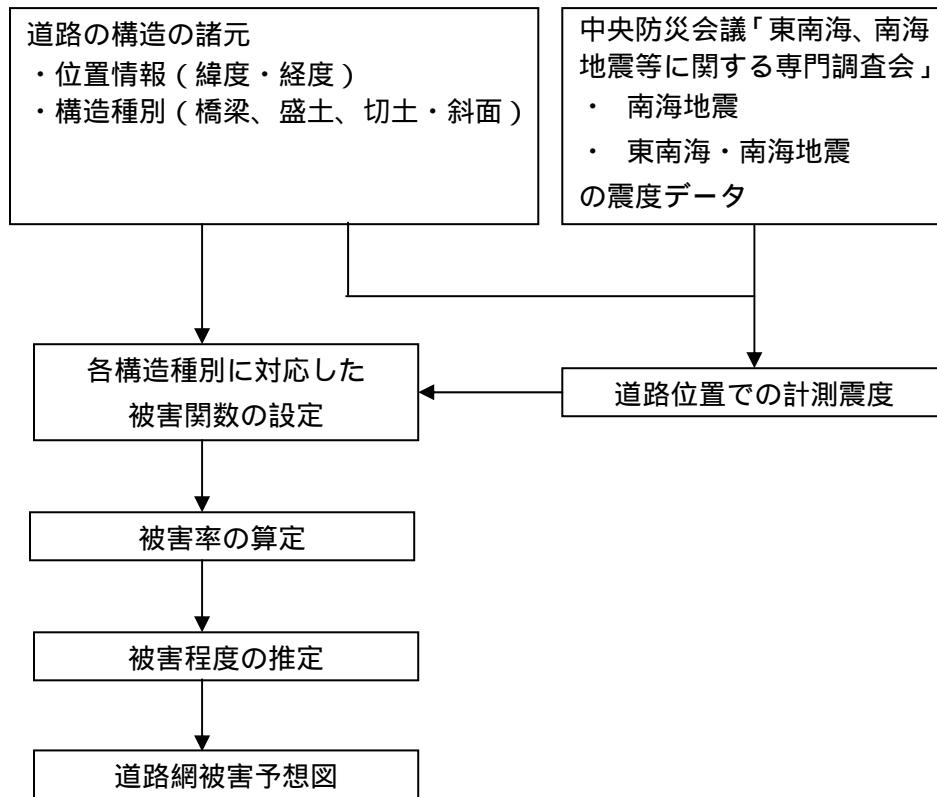 道路の構造の諸元
・位置情報（緯度・経度）
・構造種別（橋梁、盛土、切土・斜面）
中央防災会議「東南海、南海
地震等に関する専門調査会」
・ 南海地震
・ 東南海・南海地震
の震度データ
各構造種別に対応した
被害関数の設定
道路位置での計測震度
被害率の算定
被害程度の推定
道路網被害予想図